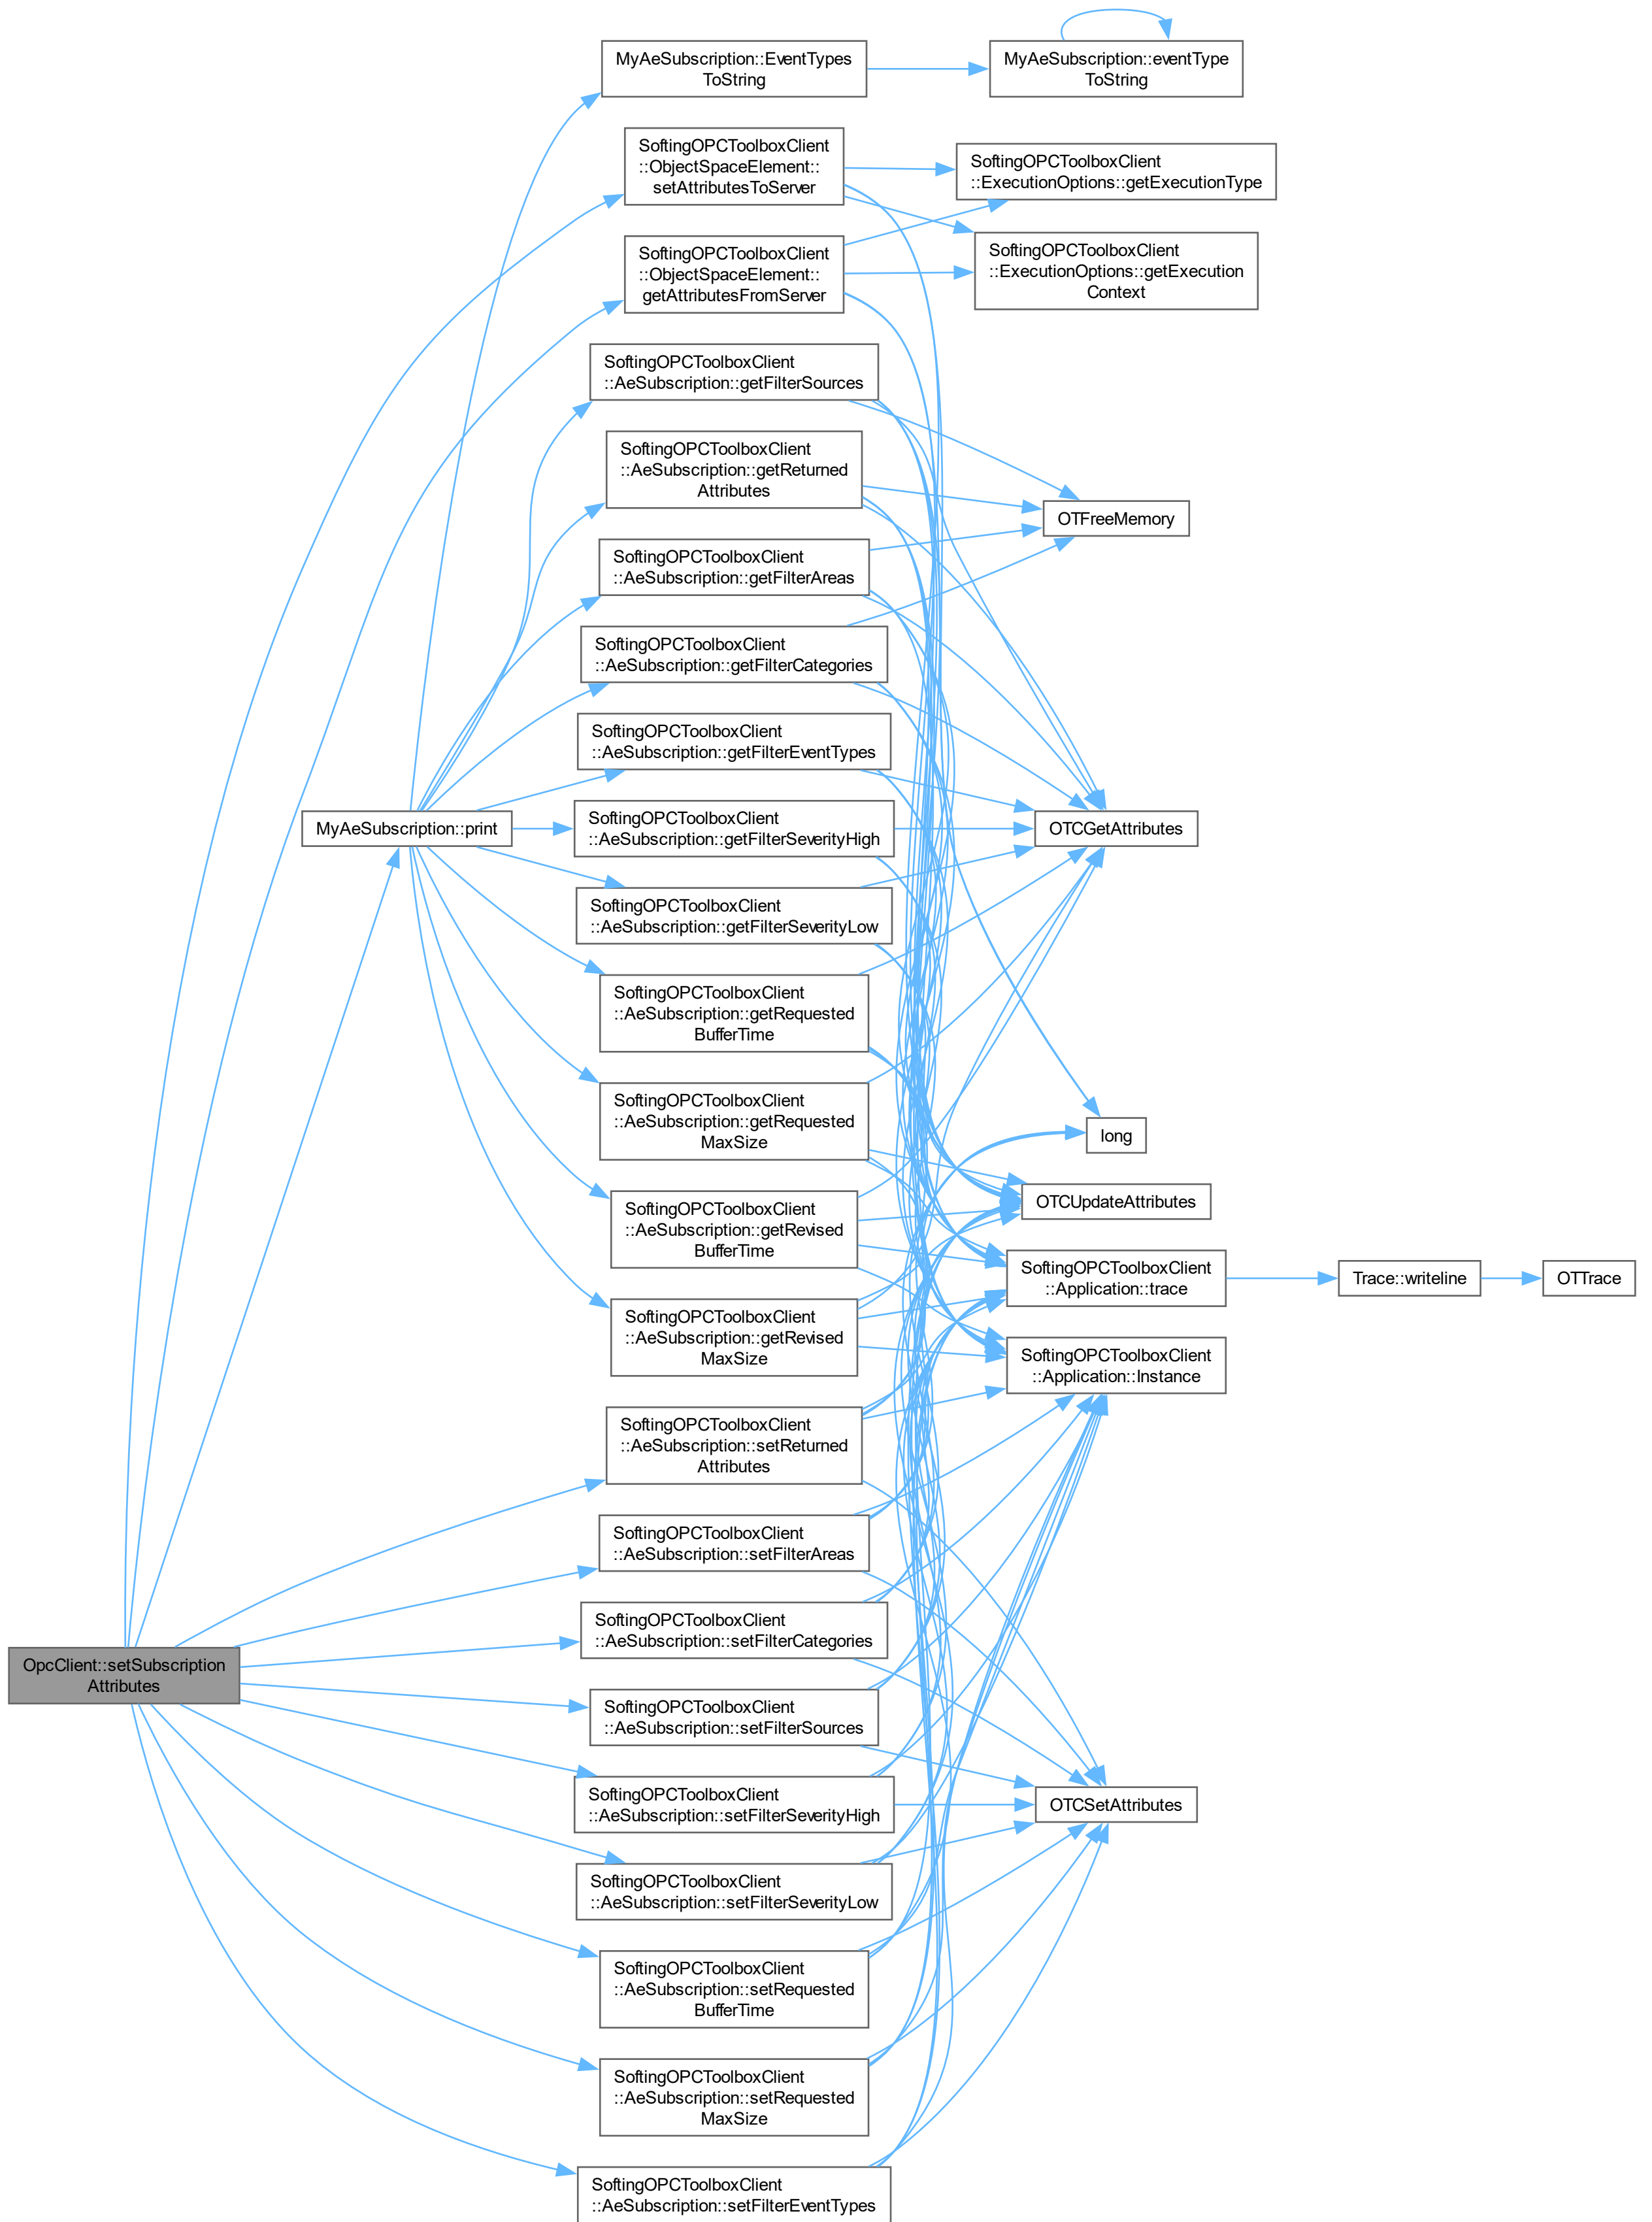 MyAeSubscription::EventTypes
ToString
MyAeSubscription::eventType
ToString
SoftingOPCToolboxClient
::ObjectSpaceElement::
setAttributesToServer
SoftingOPCToolboxClient
::ExecutionOptions::getExecutionType
SoftingOPCToolboxClient
::ObjectSpaceElement::
getAttributesFromServer
SoftingOPCToolboxClient
::ExecutionOptions::getExecution
Context
SoftingOPCToolboxClient
::AeSubscription::getFilterSources
SoftingOPCToolboxClient
::AeSubscription::getReturned
Attributes
OTFreeMemory
SoftingOPCToolboxClient
::AeSubscription::getFilterAreas
SoftingOPCToolboxClient
::AeSubscription::getFilterCategories
SoftingOPCToolboxClient
::AeSubscription::getFilterEventTypes
MyAeSubscription::print
SoftingOPCToolboxClient
::AeSubscription::getFilterSeverityHigh
OTCGetAttributes
SoftingOPCToolboxClient
::AeSubscription::getFilterSeverityLow
SoftingOPCToolboxClient
::AeSubscription::getRequested
BufferTime
SoftingOPCToolboxClient
::AeSubscription::getRequested
MaxSize
long
SoftingOPCToolboxClient
::AeSubscription::getRevised
BufferTime
OTCUpdateAttributes
SoftingOPCToolboxClient
::Application::trace
Trace::writeline
OTTrace
SoftingOPCToolboxClient
::AeSubscription::getRevised
MaxSize
SoftingOPCToolboxClient
::Application::Instance
SoftingOPCToolboxClient
::AeSubscription::setReturned
Attributes
SoftingOPCToolboxClient
::AeSubscription::setFilterAreas
SoftingOPCToolboxClient
::AeSubscription::setFilterCategories
OpcClient::setSubscription
Attributes
SoftingOPCToolboxClient
::AeSubscription::setFilterSources
SoftingOPCToolboxClient
::AeSubscription::setFilterSeverityHigh
OTCSetAttributes
SoftingOPCToolboxClient
::AeSubscription::setFilterSeverityLow
SoftingOPCToolboxClient
::AeSubscription::setRequested
BufferTime
SoftingOPCToolboxClient
::AeSubscription::setRequested
MaxSize
SoftingOPCToolboxClient
::AeSubscription::setFilterEventTypes